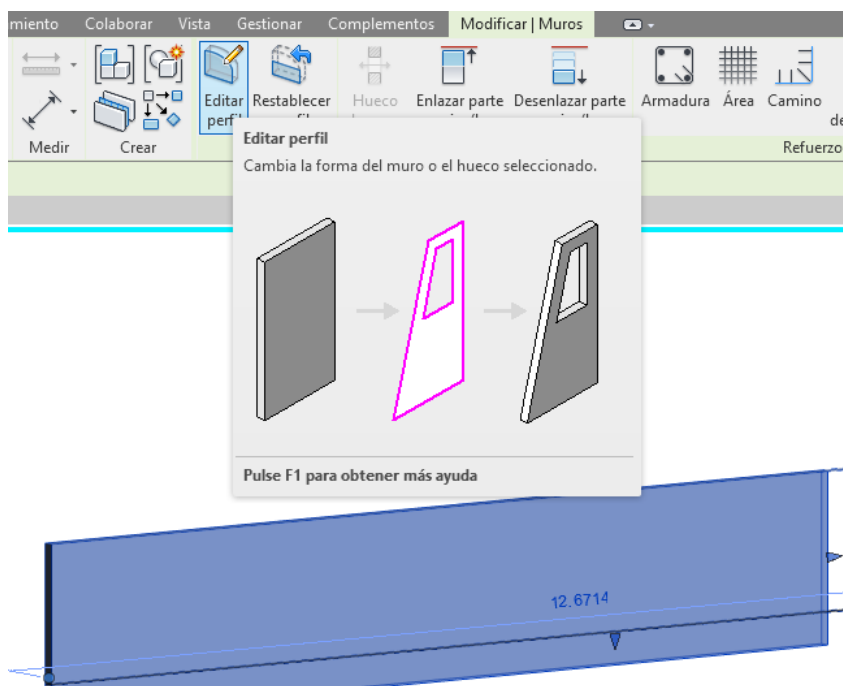 miento Colaborar Vista Gestionar Complementos Modificar | Muros
Editar Restablecer Hueco Enlazar parte Desenlazar parte Armadura Área Camino
perfil
de
Medir Crear Refuerzo
Editar perfil
Cambia la forma del muro o el hueco seleccionado.
Pulse F1 para obtener más ayuda
12.6714